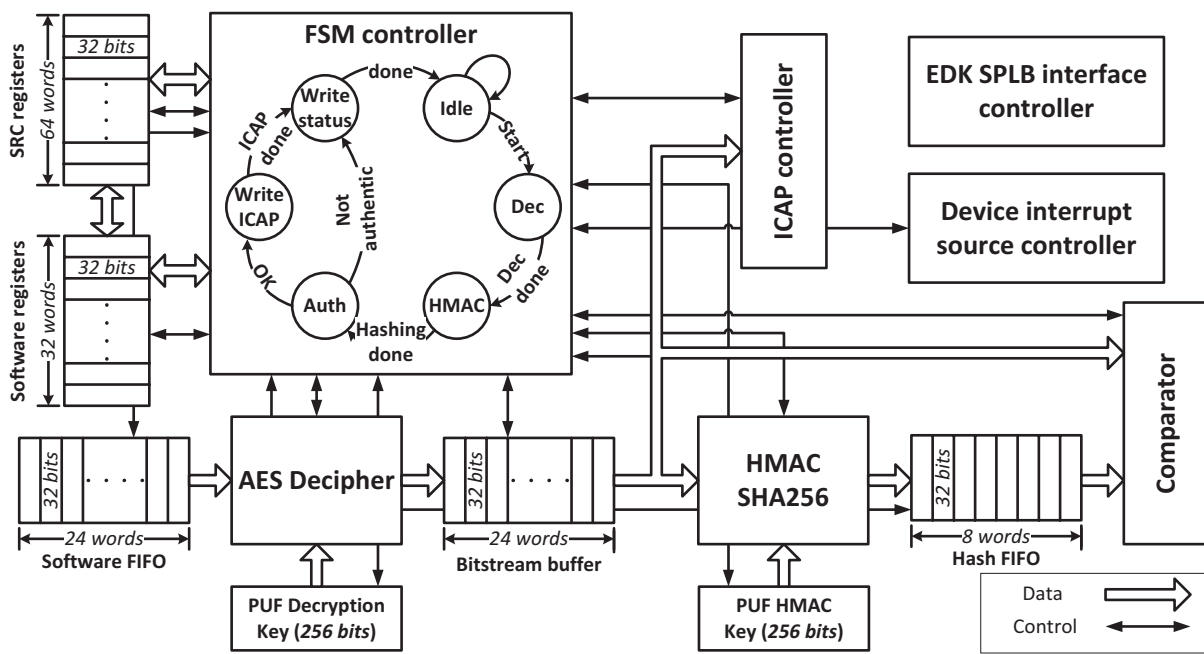 SRC registers
64 words
32 bits
FSM controller
done
Write
status
Idle
ICAP
done
Start
Write
ICAP
Not
authentic
Dec
OK
Dec
done
Auth
HMAC
Hashing
done
ICAP controller
EDK SPLB interface
controller
Device interrupt
source controller
Software registers
32 words
32 bits
Comparator
32 bits
24 words
Software FIFO
AES Decipher
32 bits
24 words
Bitstream buffer
HMAC
SHA256
32 bits
8 words
Hash FIFO
PUF Decryption
Key (256 bits)
PUF HMAC
Key (256 bits)
Data
Control